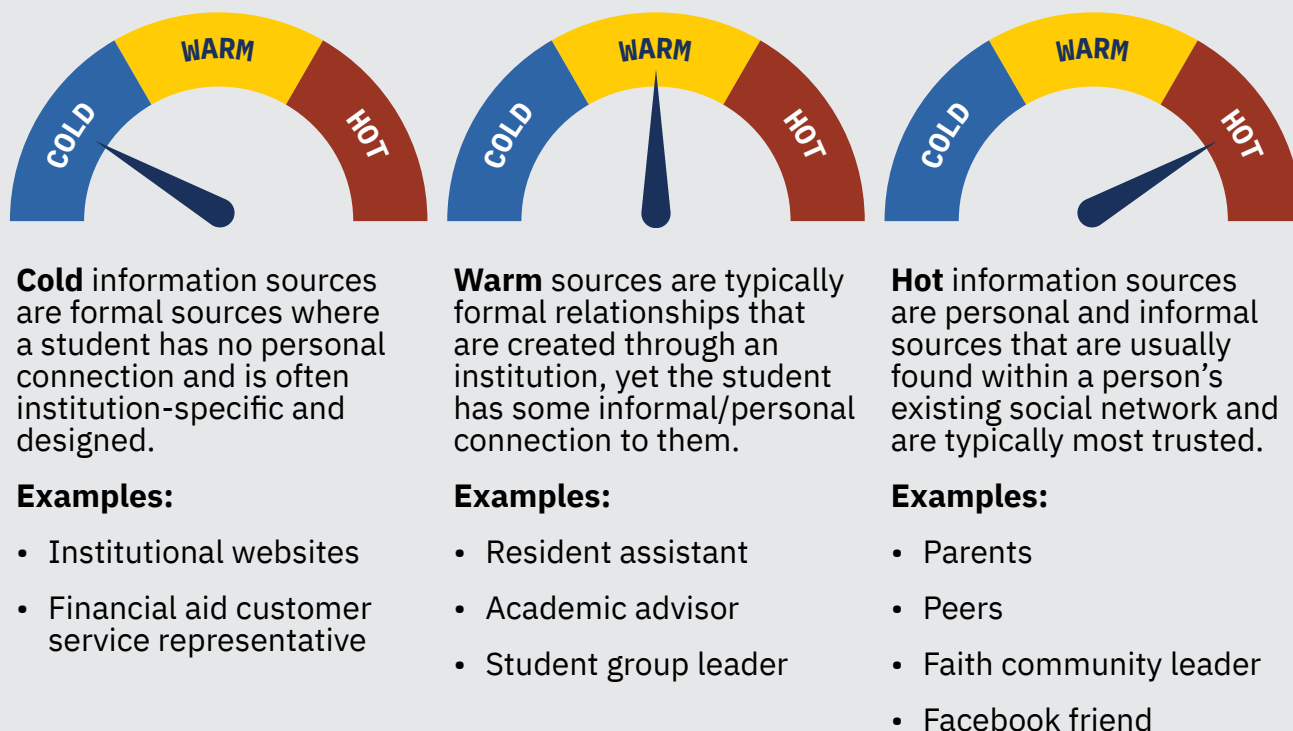 COLD
WARM
HOT
COLD
WARM
HOT
COLD
WARM
HOT
Cold information sources
are formal sources where
a student has no personal
connection and is often
institution-specific and
designed.
Examples:
• Institutional websites
• Financial aid customer
service representative
Warm sources are typically
formal relationships that
are created through an
institution, yet the student
has some informal/personal
connection to them.
Examples:
• Resident assistant
• Academic advisor
• Student group leader
Hot information sources
are personal and informal
sources that are usually
found within a person’s
existing social network and
are typically most trusted.
Examples:
• Parents
• Peers
• Faith community leader
• Facebook friend